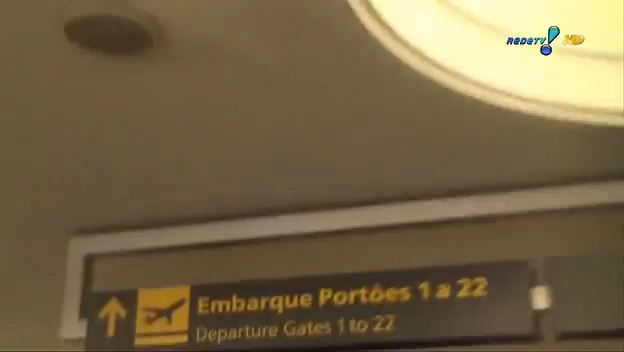 REDETV! HD
Embarque Portões 1 a 22
Departure Gates 1 to 22